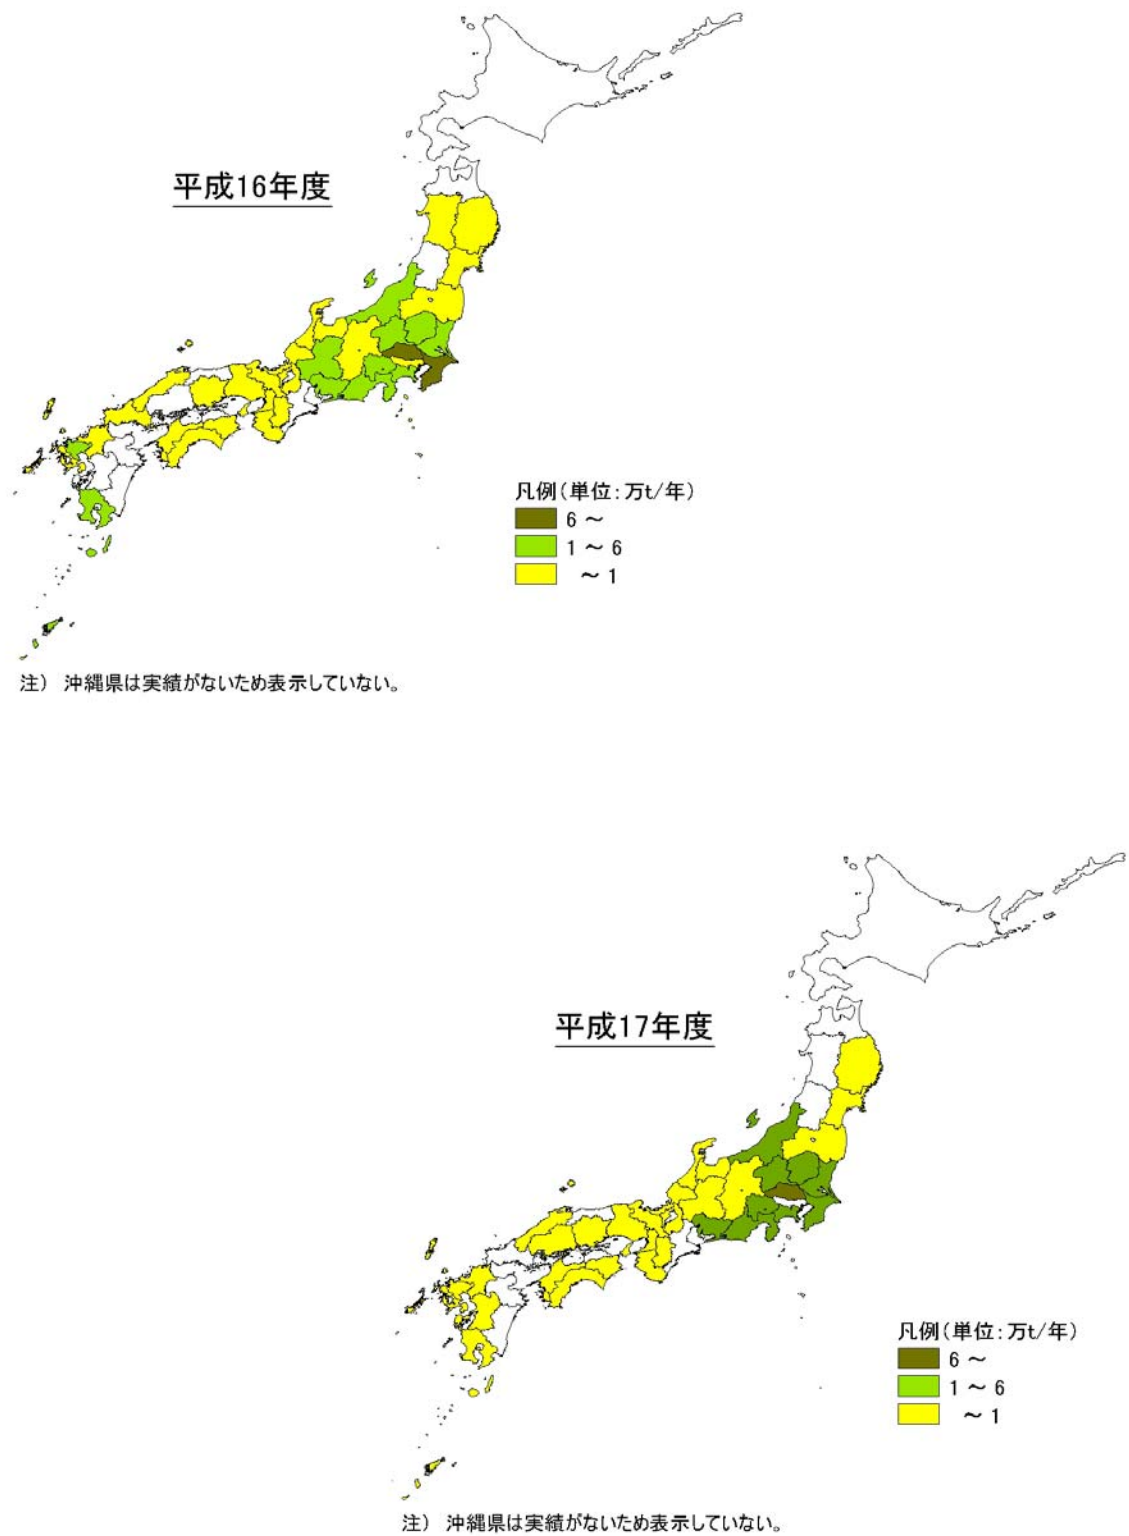 平成16年度
凡例(単位:万t/年)
6 ～
1 ～ 6
～ 1
注) 沖縄県は実績がないため表示していない。
平成17年度
凡例(単位:万t/年)
6 ～
1 ～ 6
～ 1
注) 沖縄県は実績がないため表示していない。